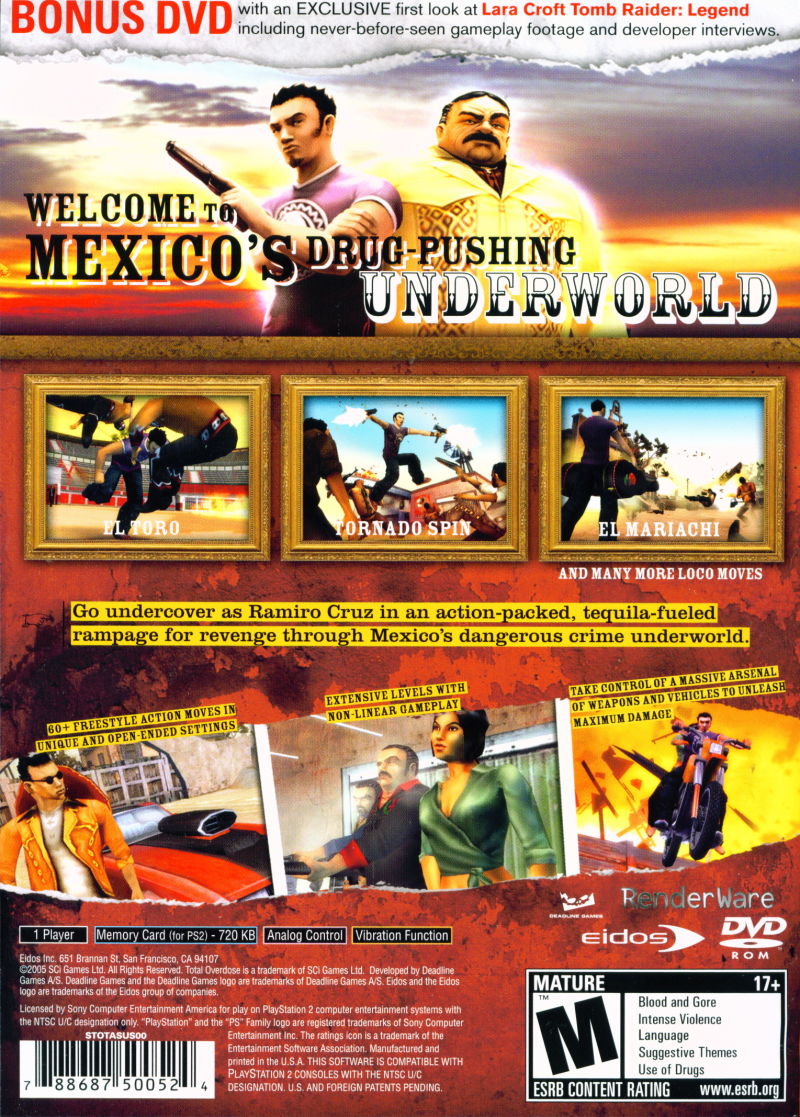 BONUS DVD with an EXCLUSIVE first look at Lara Croft Tomb Raider: Legend
including never-before-seen gameplay footage and developer interviews.
WELCOME TO
MEXICO'S DRUG-PUSHING
UNDERWORLD
EL TORO
TORNADO SPIN
EL MARIACHI
AND MANY MORE LOCO MOVES
Go undercover as Ramiro Cruz in an action-packed, tequila-fueled
rampage for revenge through Mexico's dangerous crime underworld.
60+ FREESTYLE ACTION MOVES IN
UNIQUE AND OPEN-ENDED SETTINGS
EXTENSIVE LEVELS WITH
NON-LINEAR GAMEPLAY
TAKE CONTROL OF A MASSIVE ARSENAL
OF WEAPONS AND VEHICLES TO UNLEASH
MAXIMUM DAMAGE
DEADLINE GAMES
RenderWare
eidos
DVD
ROM
1 Player
Memory Card (for PS2) - 720 KB
Analog Control
Vibration Function
Eidos Inc. 651 Brannan St, San Francisco, CA 94107
©2005 SCi Games Ltd. All Rights Reserved. Total Overdose is a trademark of SCi Games Ltd. Developed by Deadline
Games A/S. Deadline Games and the Deadline Games logo are trademarks of Deadline Games A/S. Eidos and the Eidos
logo are trademarks of the Eidos group of companies.
Licensed by Sony Computer Entertainment America for play on PlayStation 2 computer entertainment systems with
the NTSC U/C designation only. "PlayStation" and the "PS" Family logo are registered trademarks of Sony Computer
Entertainment Inc. The ratings icon is a trademark of the
Entertainment Software Association. Manufactured and
printed in the U.S.A. THIS SOFTWARE IS COMPATIBLE WITH
PLAYSTATION 2 CONSOLES WITH THE NTSC U/C
DESIGNATION. U.S. AND FOREIGN PATENTS PENDING.
STOTASUS00
7 88687 50052 4
MATURE 17+
TM
M
Blood and Gore
Intense Violence
Language
Suggestive Themes
Use of Drugs
ESRB CONTENT RATING www.esrb.org